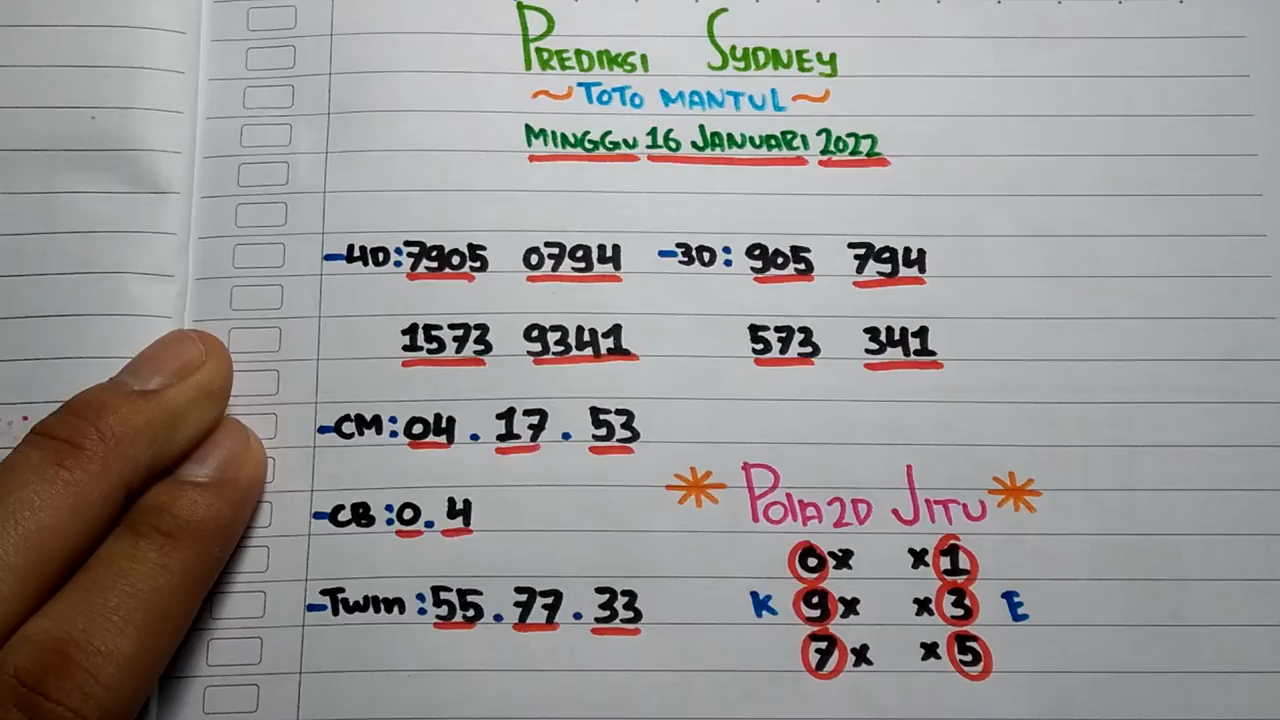 PREDIKSI SYDNEY
~TOTO MANTUL~
MINGGU 16 JANUARI 2022
-4D: 7905 0794 -3D: 905 794
1573 9341 573 341
-CM: 04 . 17 . 53
-CB: 0 . 4
* POLA 2D JITU *
0x x1
-Twin: 55 . 77 . 33 K 9x x3 E
7x x5